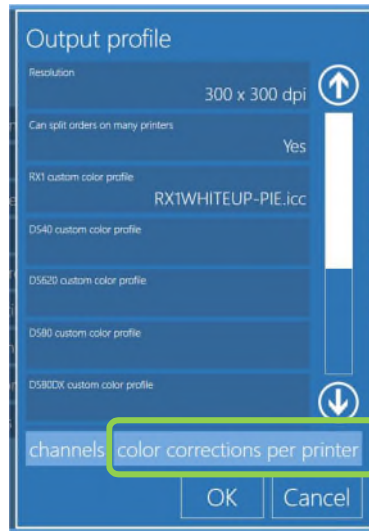 Output profile
Resolution
300 x 300 dpi
Can split orders on many printers
Yes
RX1 custom color profile
RX1WHITEUP-PIE.icc
DS40 custom color profile
DS620 custom color profile
DS80 custom color profile
DS80DX custom color profile
channels
color corrections per printer
OK
Cancel